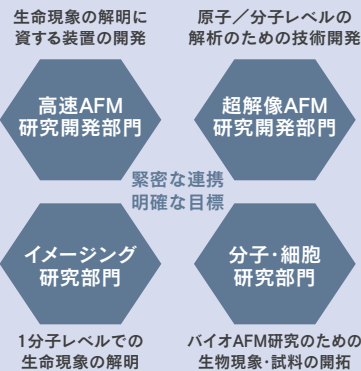 生命現象の解明に
資する装置の開発
原子／分子レベルの
解析のための技術開発
高速AFM
研究開発部門
超解像AFM
研究開発部門
緊密な連携
明確な目標
イメージング
研究部門
分子・細胞
研究部門
1分子レベルでの
生命現象の解明
バイオAFM研究のための
生物現象・試料の開拓